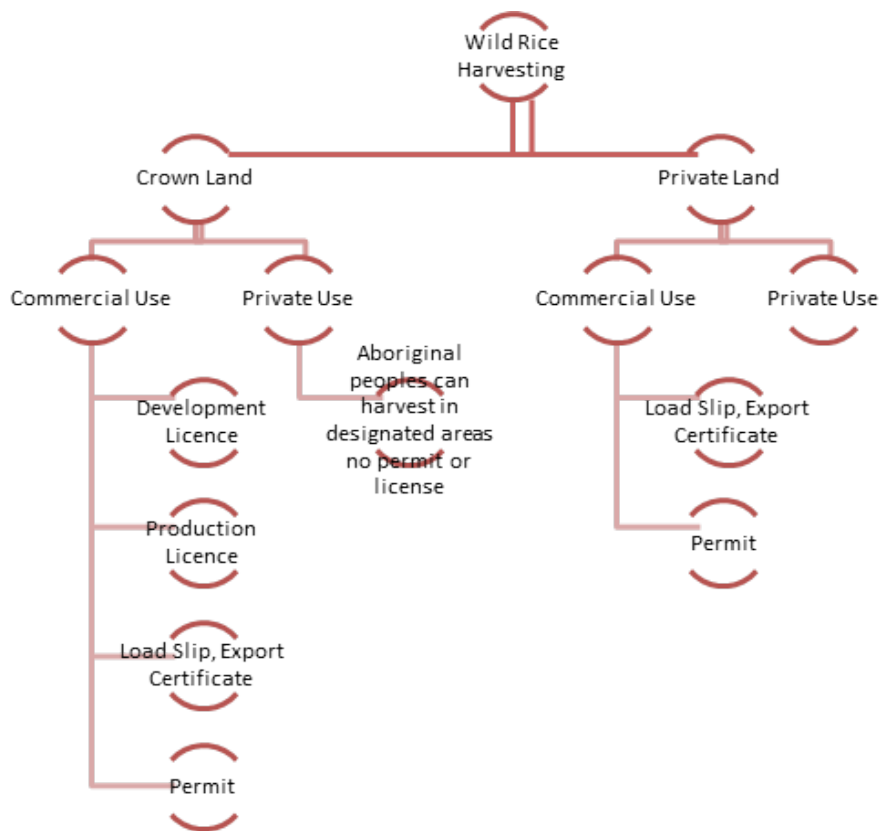 Wild Rice
Harvesting
Crown Land
Private Land
Commercial Use
Private Use
Commercial Use
Private Use
Aboriginal
peoples can
harvest in
designated areas
no permit or
license
Development
Licence
Load Slip, Export
Certificate
Production
Licence
Permit
Load Slip, Export
Certificate
Permit